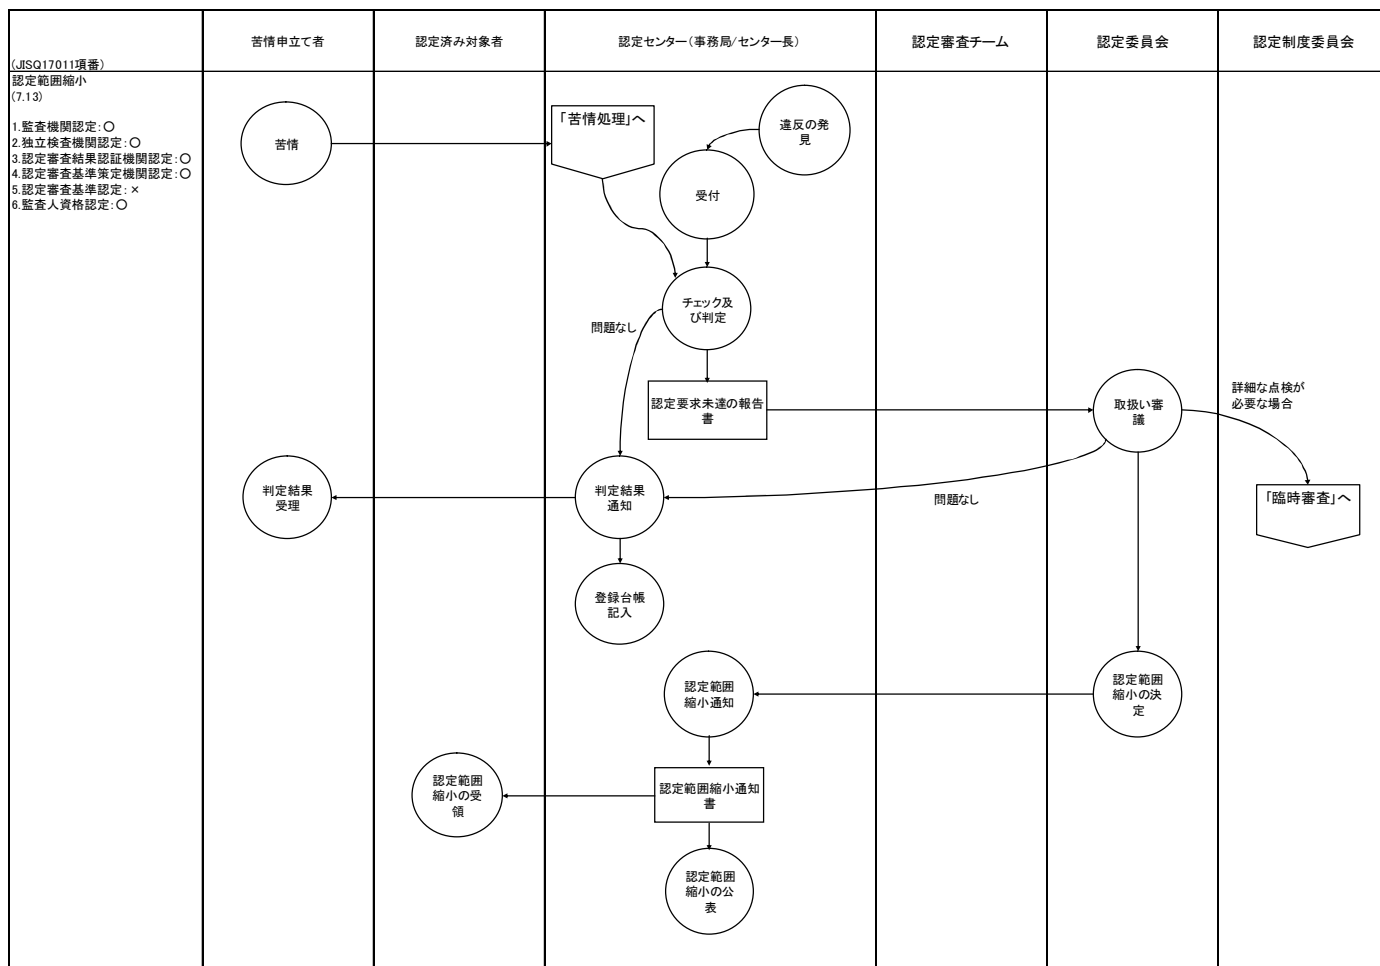 苦情申立て者
認定済み対象者
認定センター(事務局/センター長)
認定審査チーム
認定委員会
認定制度委員会
(JISQ17011項番)
認定範囲縮小
(7.13)
1.監査機関認定:○
2.独立検査機関認定:○
3.認定審査結果認証機関認定:○
4.認定審査基準策定機関認定:○
5.認定審査基準認定:×
6.監査人資格認定:○
苦情
「苦情処理」へ
違反の発
見
受付
チェック及
び判定
問題なし
認定要求未達の報告
書
取扱い審
議
詳細な点検が
必要な場合
判定結果
受理
判定結果
通知
問題なし
「臨時審査」へ
登録台帳
記入
認定範囲
縮小通知
認定範囲
縮小の決
定
認定範囲
縮小の受
領
認定範囲縮小通知
書
認定範囲
縮小の公
表